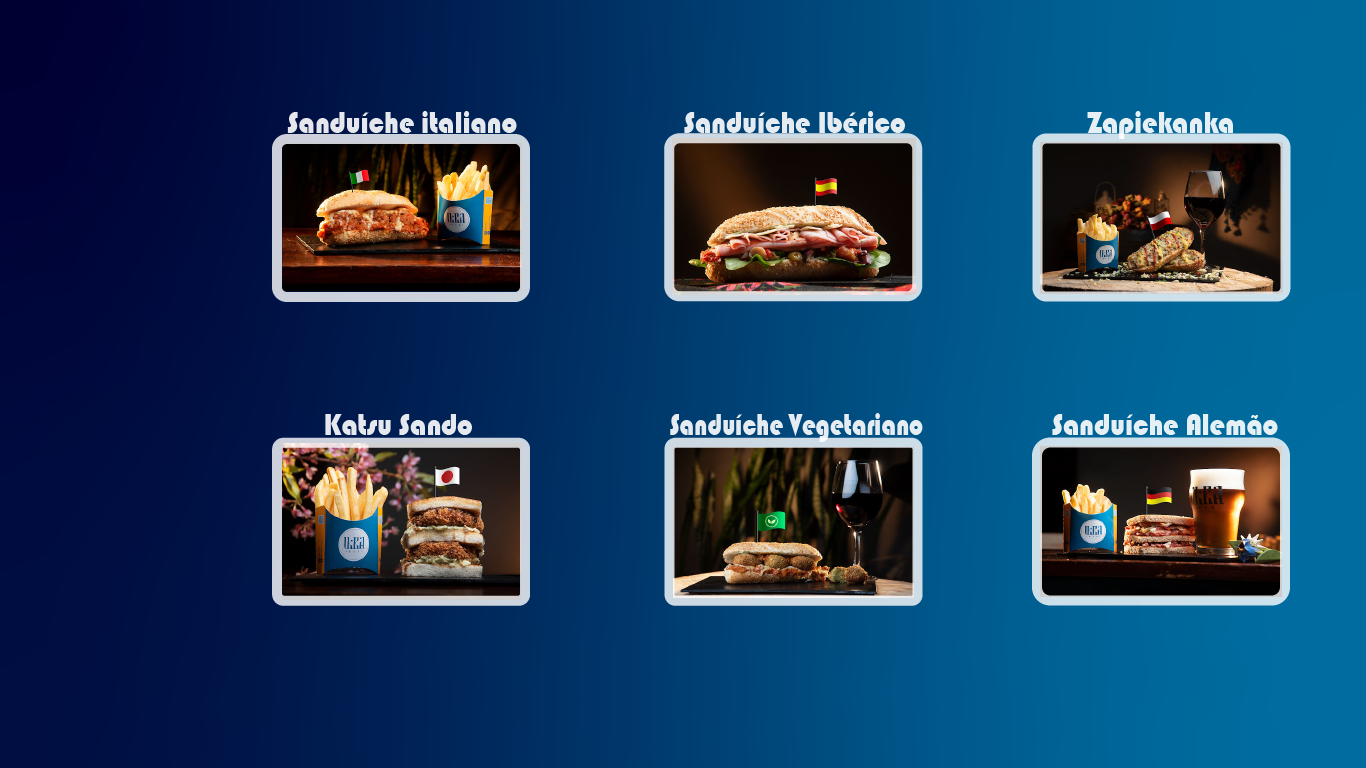 Sanduíche italiano
Sanduíche Ibérico
Zapiekanka
Katsu Sando
Sanduíche Vegetariano
Sanduíche Alemão